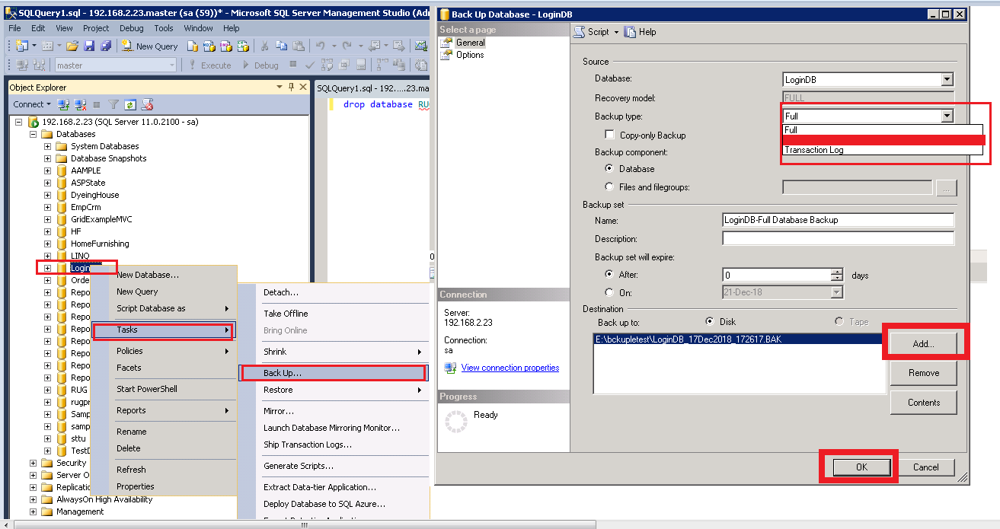 SQLQuery1.sql - 192.168.2.23.master (sa (59))* - Microsoft SQL Server Management Studio (Adr
File Edit View Project Debug Tools Window Help
New Query
master Execute Debug
Object Explorer
Connect
192.168.2.23 (SQL Server 11.0.2100 - sa)
Databases
System Databases
Database Snapshots
AAMPLE
ASPState
DyeingHouse
EmpCrm
GridExampleMVC
HF
HomeFurnishing
LINQ
Login
Orde
Repo
Repo
Repo
Repo
Repo
Repo
Repo
Repo
RUG
rugpr
Samp
samp
sttu
TestD
Security
Server O
Replicatio
AlwaysOn High Availability
Management
SQLQuery1.sql - 192.....23.ma
drop database RUG
New Database...
New Query
Script Database as
Tasks
Policies
Facets
Start PowerShell
Reports
Rename
Delete
Refresh
Properties
Detach...
Take Offline
Bring Online
Shrink
Back Up...
Restore
Mirror...
Launch Database Mirroring Monitor...
Ship Transaction Logs...
Generate Scripts...
Extract Data-tier Application...
Deploy Database to SQL Azure...
Back Up Database - LoginDB
Select a page
General
Options
Script Help
Source
Database: LoginDB
Recovery model: FULL
Backup type: Full
Full
Transaction Log
Copy-only Backup
Backup component:
Database
Files and filegroups: ...
Backup set
Name: LoginDB-Full Database Backup
Description:
Backup set will expire:
After: 0 days
On: 21-Dec-18
Destination
Back up to: Disk Tape
E:\bckupletest\LoginDB_17Dec2018_172617.BAK
Add...
Remove
Contents
Connection
Server:
192.168.2.23
Connection:
sa
View connection properties
Progress
Ready
OK Cancel